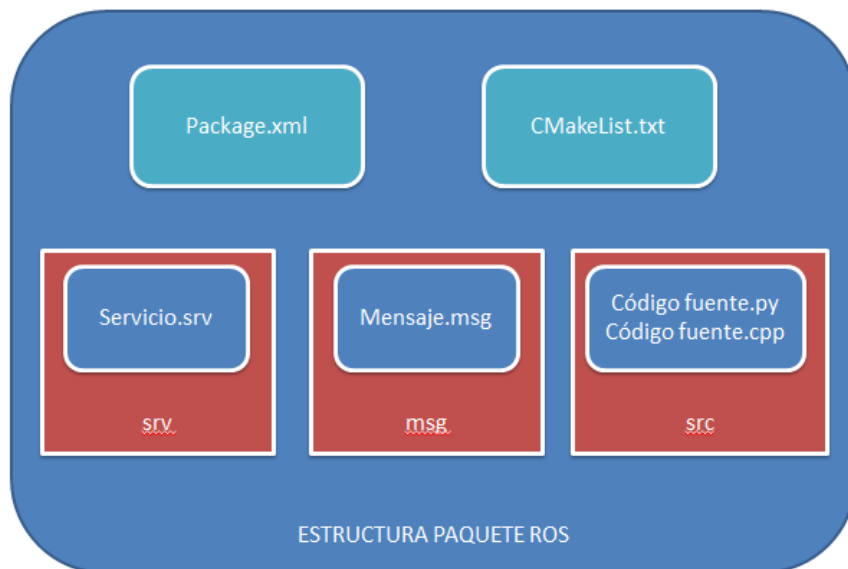 Package.xml
CMakeList.txt
Servicio.srv
Mensaje.msg
Código fuente.py
Código fuente.cpp
srv
msg
src
ESTRUCTURA PAQUETE ROS